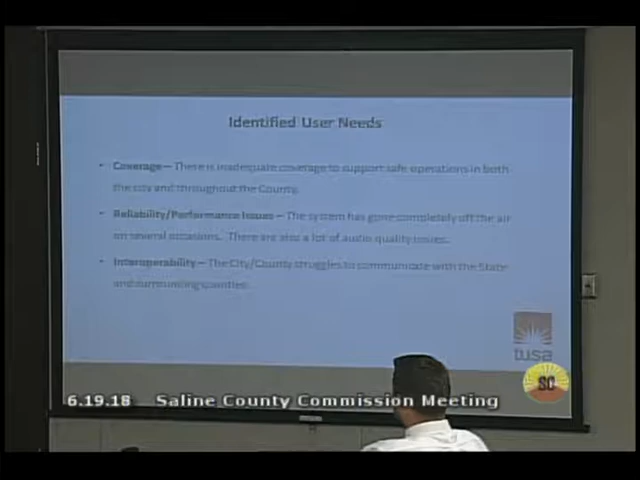 Identified User Needs
• Coverage – There is inadequate coverage to support safe operations in both
the city and throughout the County.
• Reliability/Performance Issues – The system has gone completely off the air
on several occasions. There are also a lot of audio quality issues.
• Interoperability – The City/County struggles to communicate with the State
and surrounding counties.
SC
6.19.18 Saline County Commission Meeting